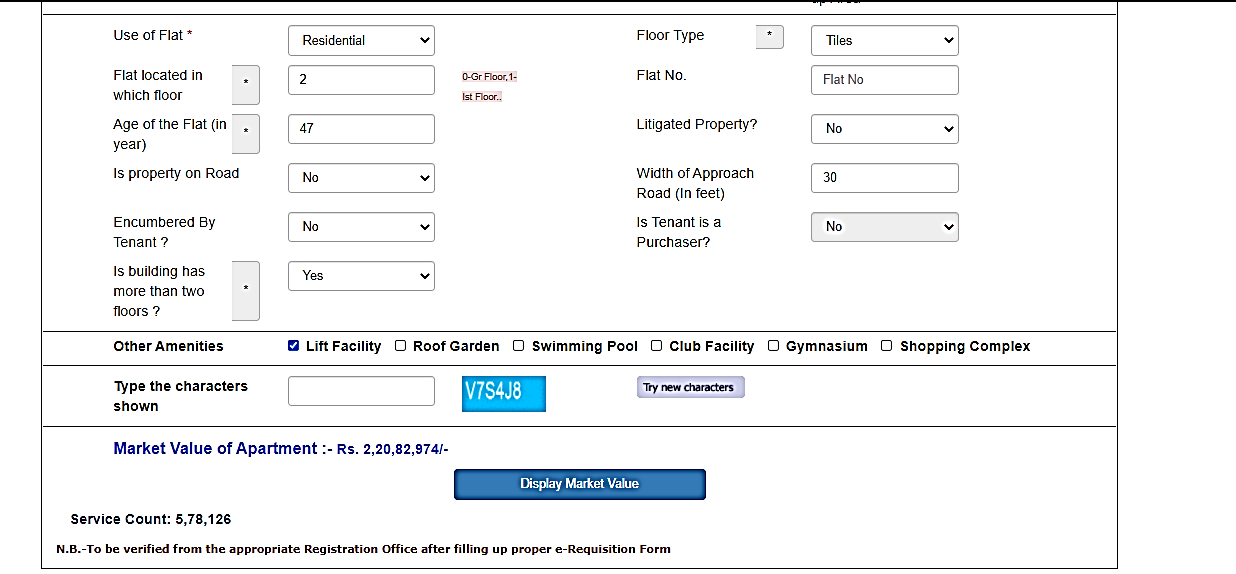 Use of Flat * Residential Floor Type * Tiles
Flat located in which floor * 2 0-Gr Floor,1-Ist Floor.. Flat No. Flat No
Age of the Flat (in year) * 47 Litigated Property? No
Is property on Road No Width of Approach Road (In feet) 30
Encumbered By Tenant ? No Is Tenant is a Purchaser? No
Is building has more than two floors ? * Yes
Other Amenities Lift Facility Roof Garden Swimming Pool Club Facility Gymnasium Shopping Complex
Type the characters shown V7S4J8 Try new characters
Market Value of Apartment :- Rs. 2,20,82,974/-
Display Market Value
Service Count: 5,78,126
N.B.-To be verified from the appropriate Registration Office after filling up proper e-Requisition Form